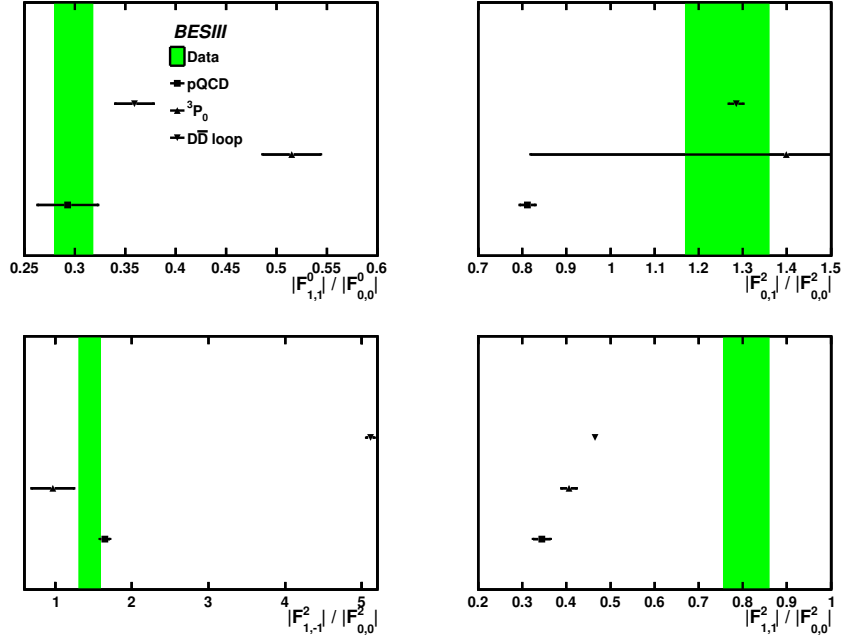 BESIII
Data
pQCD
³P₀
DD̅ loop
0.25 0.3 0.35 0.4 0.45 0.5 0.55 0.6
|F⁰₁,₁| / |F⁰₀,₀|
0.7 0.8 0.9 1 1.1 1.2 1.3 1.4 1.5
|F²₀,₁| / |F²₀,₀|
1 2 3 4 5
|F²₁,₋₁| / |F²₀,₀|
0.2 0.3 0.4 0.5 0.6 0.7 0.8 0.9 1
|F²₁,₁| / |F²₀,₀|